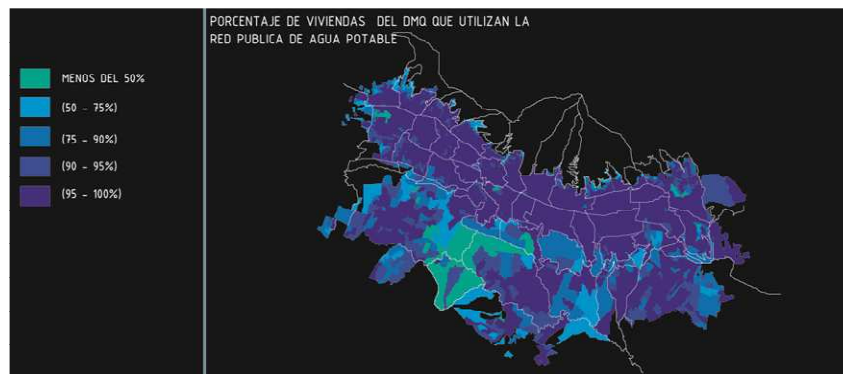 PORCENTAJE DE VIVIENDAS DEL DMQ QUE UTILIZAN LA
RED PUBLICA DE AGUA POTABLE
MENOS DEL 50%
(50 - 75%)
(75 - 90%)
(90 - 95%)
(95 - 100%)